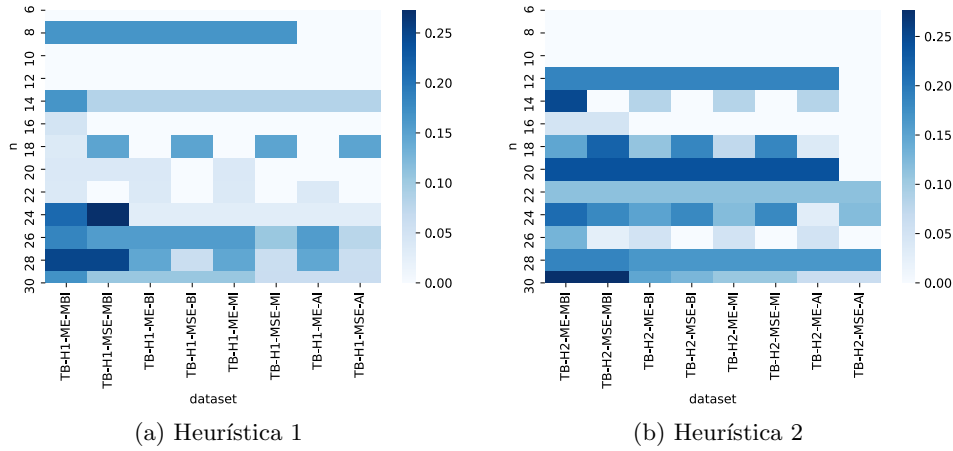 n
6
8
10
12
14
16
18
20
22
24
26
28
30
TB-H1-ME-MBI
TB-H1-MSE-MBI
TB-H1-ME-BI
TB-H1-MSE-BI
TB-H1-ME-MI
TB-H1-MSE-MI
TB-H1-ME-AI
TB-H1-MSE-AI
dataset
0.25
0.20
0.15
0.10
0.05
0.00
(a) Heurística 1
n
6
8
10
12
14
16
18
20
22
24
26
28
30
TB-H2-ME-MBI
TB-H2-MSE-MBI
TB-H2-ME-BI
TB-H2-MSE-BI
TB-H2-ME-MI
TB-H2-MSE-MI
TB-H2-ME-AI
TB-H2-MSE-AI
dataset
0.25
0.20
0.15
0.10
0.05
0.00
(b) Heurística 2